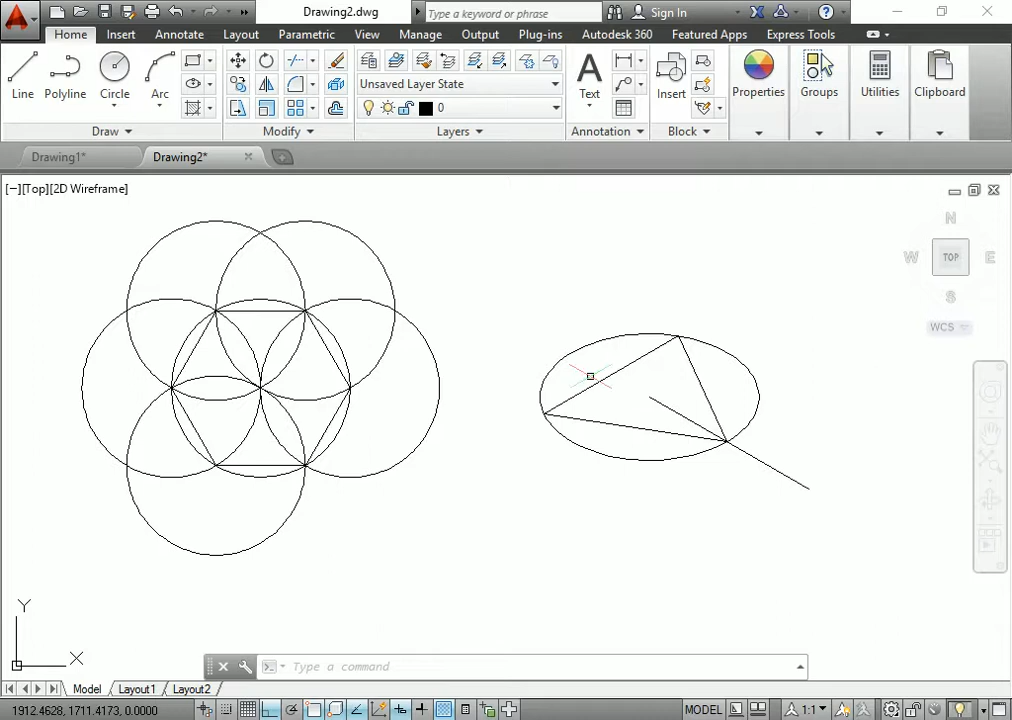 Drawing2.dwg
Type a keyword or phrase
Sign In
Home Insert Annotate Layout Parametric View Manage Output Plug-ins Autodesk 360 Featured Apps Express Tools
Line Polyline Circle Arc
Unsaved Layer State
0
Text
Insert
Properties
Groups
Utilities
Clipboard
Draw
Modify
Layers
Annotation
Block
Drawing1*
Drawing2*
[−][Top][2D Wireframe]
N
W
TOP
E
S
WCS
Y
X
Type a command
Model Layout1 Layout2
1912.4628, 1711.4173, 0.0000
MODEL
1:1